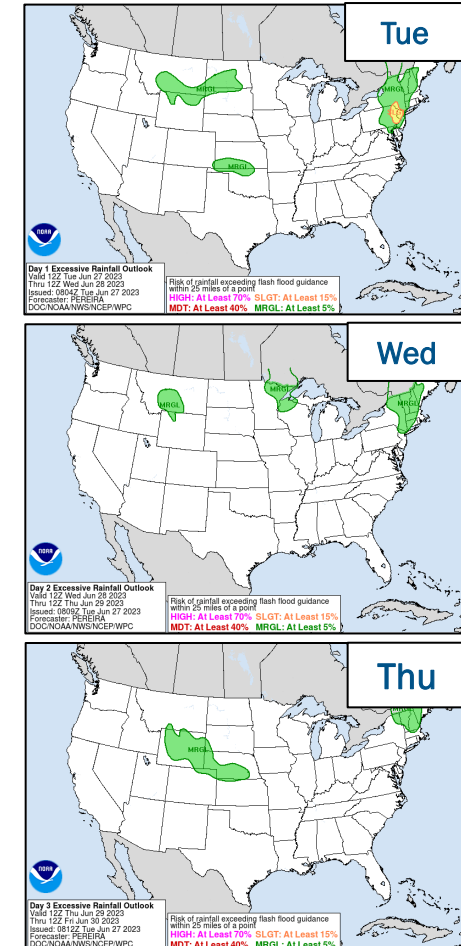 Tue
MRGL
MRGL
MRGL
NOAA
Day 1 Excessive Rainfall Outlook
Valid 12Z Tue Jun 27 2023
Thru 12Z Wed Jun 28 2023
Issued: 0804Z Tue Jun 27 2023
Forecaster: PEREIRA
DOC/NOAA/NWS/NCEP/WPC
Risk of rainfall exceeding flash flood guidance
within 25 miles of a point
HIGH: At Least 70% SLGT: At Least 15%
MDT: At Least 40% MRGL: At Least 5%
Wed
MRGL
MRGL
MRGL
NOAA
Day 2 Excessive Rainfall Outlook
Valid 12Z Wed Jun 28 2023
Thru 12Z Thu Jun 29 2023
Issued: 0809Z Tue Jun 27 2023
Forecaster: PEREIRA
DOC/NOAA/NWS/NCEP/WPC
Risk of rainfall exceeding flash flood guidance
within 25 miles of a point
HIGH: At Least 70% SLGT: At Least 15%
MDT: At Least 40% MRGL: At Least 5%
Thu
MRGL
NOAA
Day 3 Excessive Rainfall Outlook
Valid 12Z Thu Jun 29 2023
Thru 12Z Fri Jun 30 2023
Issued: 0812Z Tue Jun 27 2023
Forecaster: PEREIRA
DOC/NOAA/NWS/NCEP/WPC
Risk of rainfall exceeding flash flood guidance
within 25 miles of a point
HIGH: At Least 70% SLGT: At Least 15%
MDT: At Least 40% MRGL: At Least 5%